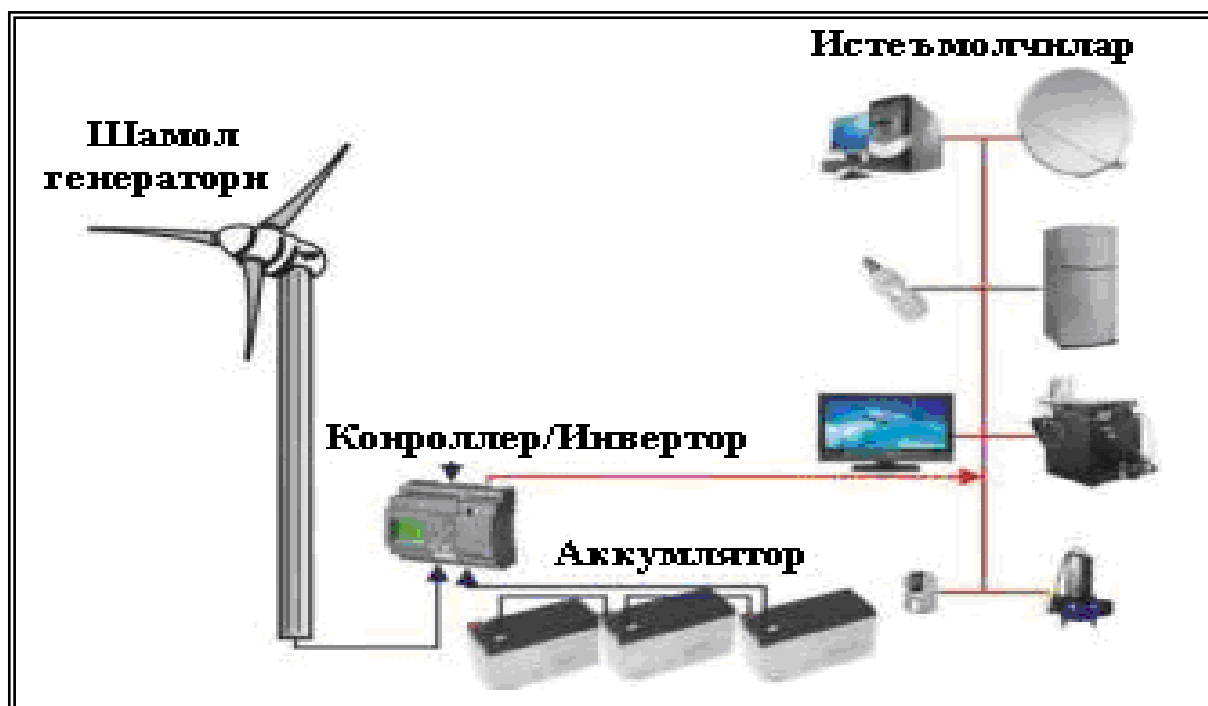 Истеъмолчилар
Шамол
генератори
Конроллер/Инвертор
Аккумлятор